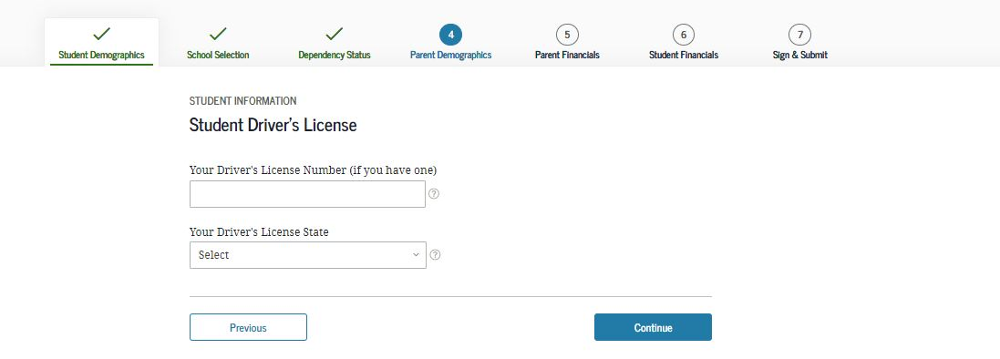 4 5 6 7
Student Demographics School Selection Dependency Status Parent Demographics Parent Financials Student Financials Sign & Submit
STUDENT INFORMATION
Student Driver's License
Your Driver's License Number (if you have one)
?
Your Driver's License State
Select ?
Previous Continue